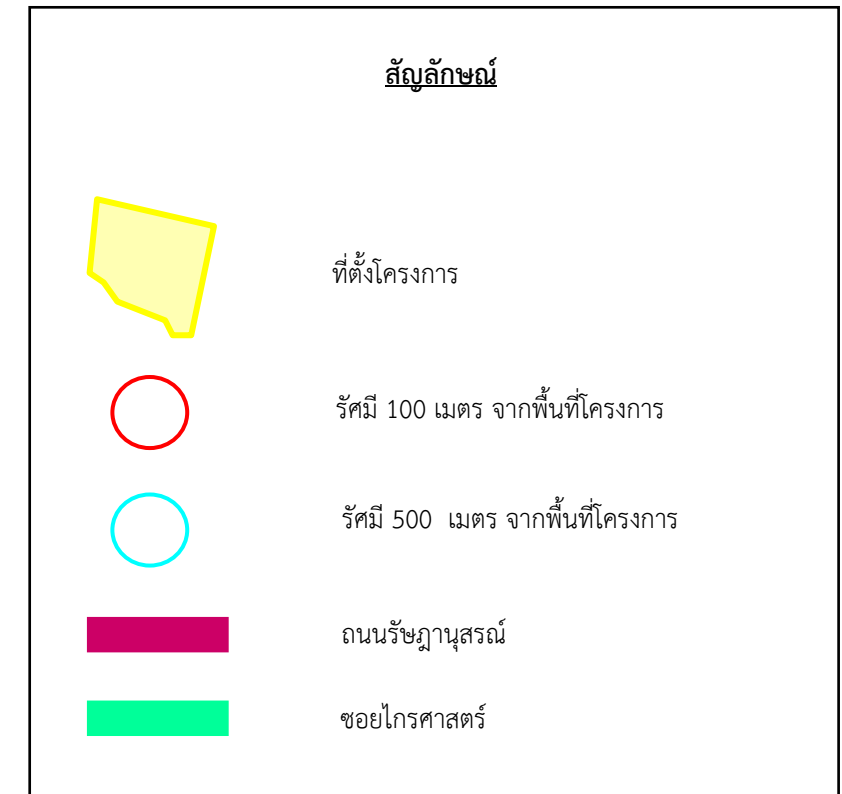 สัญลักษณ์
ที่ตั้งโครงการ
รัศมี 100 เมตร จากพื้นที่โครงการ
รัศมี 500 เมตร จากพื้นที่โครงการ
ถนนรัษฎานุสรณ์
ซอยไกรศาสตร์